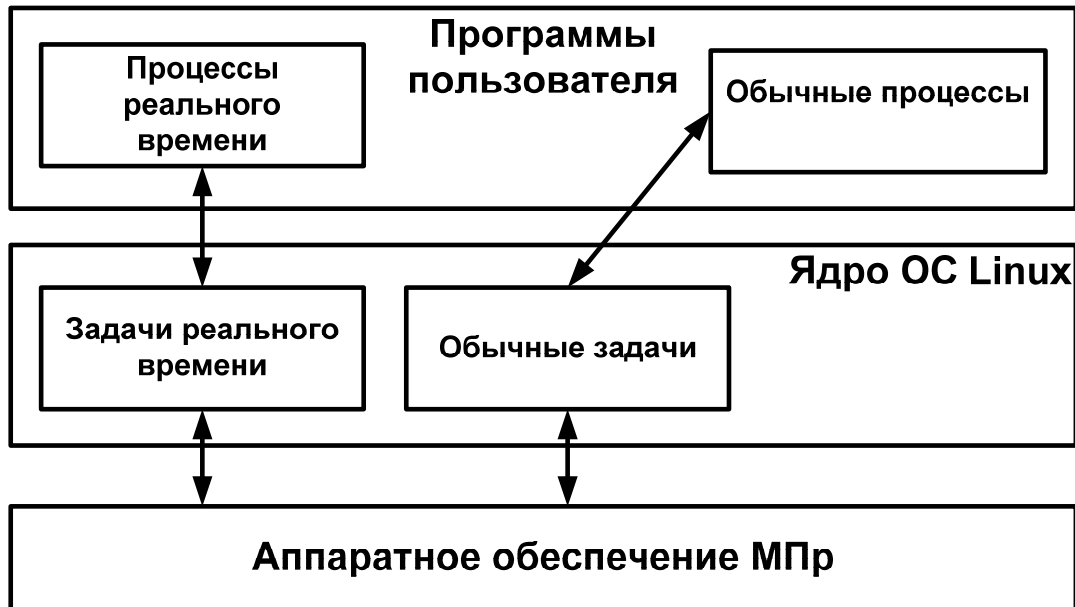 Программы
пользователя
Процессы
реального
времени
Обычные процессы
Ядро ОС Linux
Задачи реального
времени
Обычные задачи
Аппаратное обеспечение МПр